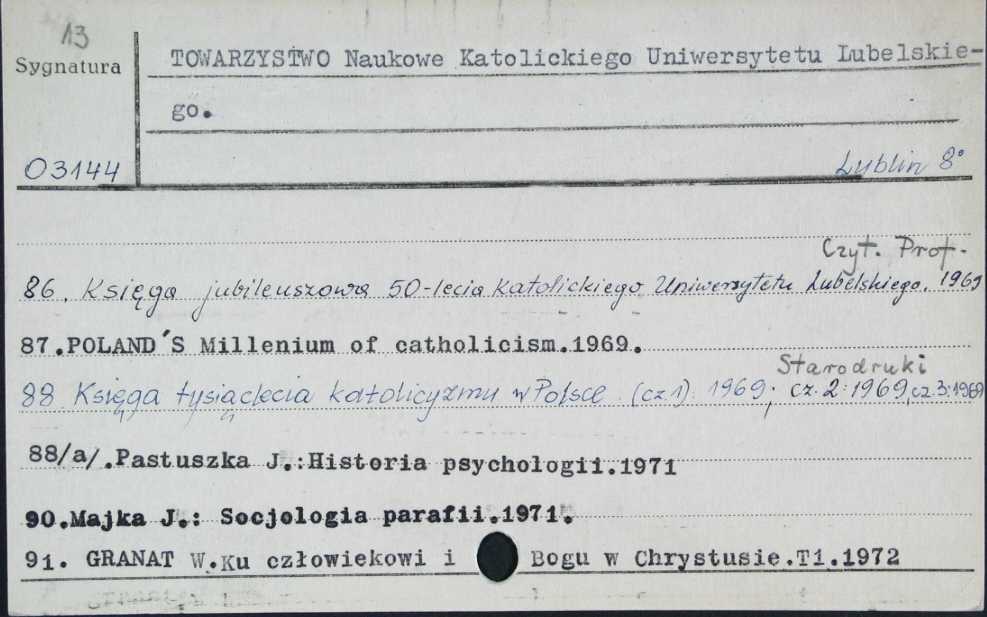 13
Sygnatura
TOWARZYSTWO Naukowe Katolickiego Uniwersytetu Lubelskie-
go.
03144
Lublin 8°
Czyt. Prof.
86. Księga jubileuszowa 50-lecia Katolickiego Uniwersytetu Lubelskiego. 1969
87.POLAND´S Millenium of catholicism.1969.
Starodruki
88 Księga tysiąclecia katolicyzmu w Polsce (cz.1) 1969; cz.2:1969, cz.3:1969
88/a/.Pastuszka J.:Historia psychologii.1971
90.Majka J.: Socjologia parafii.1971.
91. GRANAT W.Ku człowiekowi i Bogu w Chrystusie.T1.1972